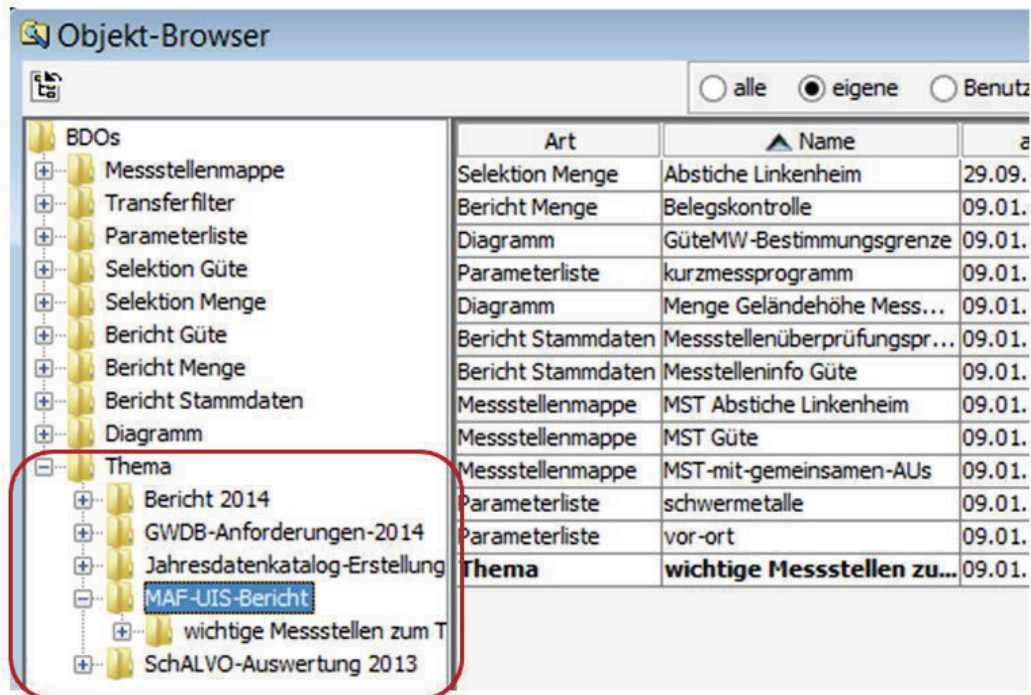 Objekt-Browser
alle eigene Benutz
BDOs
Messstellenmappe
Transferfilter
Parameterliste
Selektion Güte
Selektion Menge
Bericht Güte
Bericht Menge
Bericht Stammdaten
Diagramm
Thema
Bericht 2014
GWDB-Anforderungen-2014
Jahresdatenkatalog-Erstellung
MAF-UIS-Bericht
wichtige Messstellen zum T
SchALVO-Auswertung 2013
Art Name a
Selektion Menge Abstiche Linkenheim 29.09.
Bericht Menge Belegskontrolle 09.01.
Diagramm GüteMW-Bestimmungsgrenze 09.01.
Parameterliste kurzmessprogramm 09.01.
Diagramm Menge Geländehöhe Mess... 09.01.
Bericht Stammdaten Messstellenüberprüfungspr... 09.01.
Bericht Stammdaten Messtelleninfo Güte 09.01.
Messstellenmappe MST Abstiche Linkenheim 09.01.
Messstellenmappe MST Güte 09.01.
Messstellenmappe MST-mit-gemeinsamen-AUs 09.01.
Parameterliste schwermetalle 09.01.
Parameterliste vor-ort 09.01.
Thema wichtige Messstellen zu... 09.01.